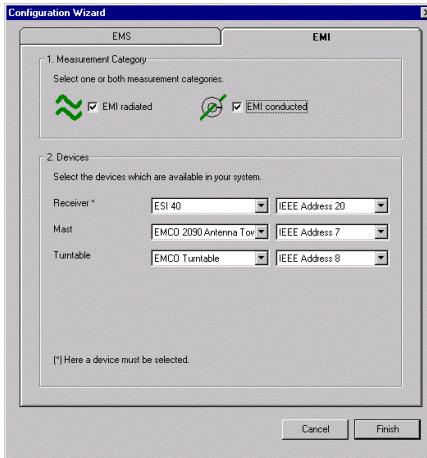 Configuration Wizard
EMS
EMI
1. Measurement Category
Select one or both measurement categories.
EMI radiated
EMI conducted
2. Devices
Select the devices which are available in your system.
Receiver * ESI 40 IEEE Address 20
Mast EMCO 2090 Antenna Tov IEEE Address 7
Turntable EMCO Turntable IEEE Address 8
(*) Here a device must be selected.
Cancel Finish